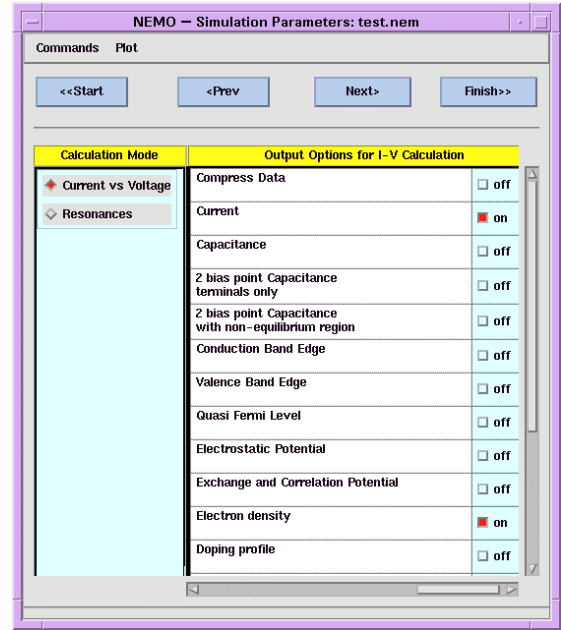 NEMO — Simulation Parameters: test.nem
Commands Plot
<<Start <Prev Next> Finish>>
Calculation Mode
Current vs Voltage
Resonances
Output Options for I-V Calculation
Compress Data off
Current on
Capacitance off
2 bias point Capacitance
terminals only off
2 bias point Capacitance
with non-equilibrium region off
Conduction Band Edge off
Valence Band Edge off
Quasi Fermi Level off
Electrostatic Potential off
Exchange and Correlation Potential off
Electron density on
Doping profile off